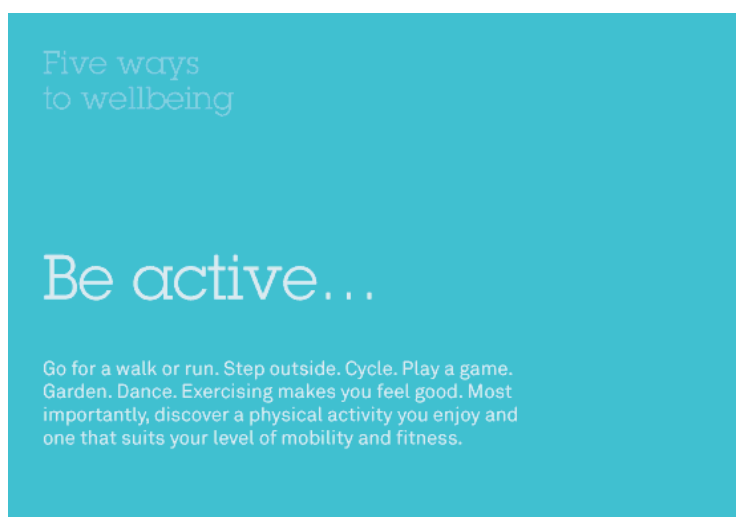 Five ways
to wellbeing
Be active...
Go for a walk or run. Step outside. Cycle. Play a game.
Garden. Dance. Exercising makes you feel good. Most
importantly, discover a physical activity you enjoy and
one that suits your level of mobility and fitness.